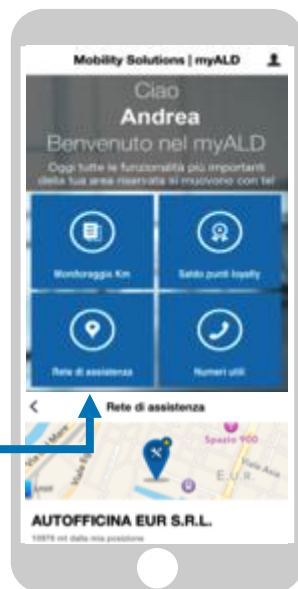 Mobility Solutions | myALD
Ciao
Andrea
Benvenuto nel myALD
Oggi tutte le funzionalità più importanti
della tua area riservata si muovono con te!
Monitoraggio Km
Saldo punti loyalty
Rete di assistenza
Numeri utili
Rete di assistenza
Spazio 900
Viale Asia
E.U.R.
AUTOFFICINA EUR S.R.L.
dalla mia posizione